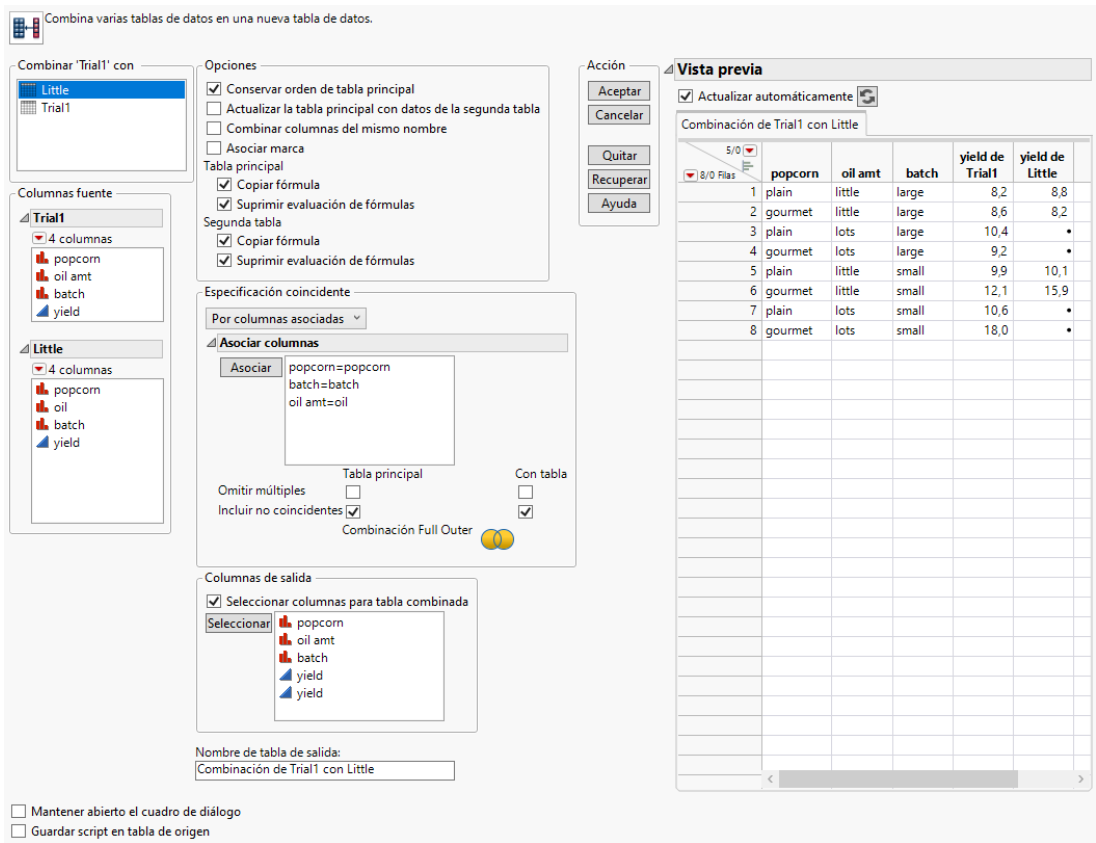 Combina varias tablas de datos en una nueva tabla de datos.
Combinar 'Trial1' con
Little
Trial1
Columnas fuente
Trial1
4 columnas
popcorn
oil amt
batch
yield
Little
4 columnas
popcorn
oil
batch
yield
Opciones
Conservar orden de tabla principal
Actualizar la tabla principal con datos de la segunda tabla
Combinar columnas del mismo nombre
Asociar marca
Tabla principal
Copiar fórmula
Suprimir evaluación de fórmulas
Segunda tabla
Copiar fórmula
Suprimir evaluación de fórmulas
Especificación coincidente
Por columnas asociadas
Asociar columnas
Asociar
popcorn=popcorn
batch=batch
oil amt=oil
Tabla principal Con tabla
Omitir múltiples
Incluir no coincidentes
Combinación Full Outer
Columnas de salida
Seleccionar columnas para tabla combinada
Seleccionar
popcorn
oil amt
batch
yield
yield
Nombre de tabla de salida:
Combinación de Trial1 con Little
Mantener abierto el cuadro de diálogo
Guardar script en tabla de origen
Acción
Aceptar
Cancelar
Quitar
Recuperar
Ayuda
Vista previa
Actualizar automáticamente
Combinación de Trial1 con Little
5/0
8/0 Filas popcorn oil amt batch yield de Trial1 yield de Little
1 plain little large 8,2 8,8
2 gourmet little large 8,6 8,2
3 plain lots large 10,4 •
4 gourmet lots large 9,2 •
5 plain little small 9,9 10,1
6 gourmet little small 12,1 15,9
7 plain lots small 10,6 •
8 gourmet lots small 18,0 •